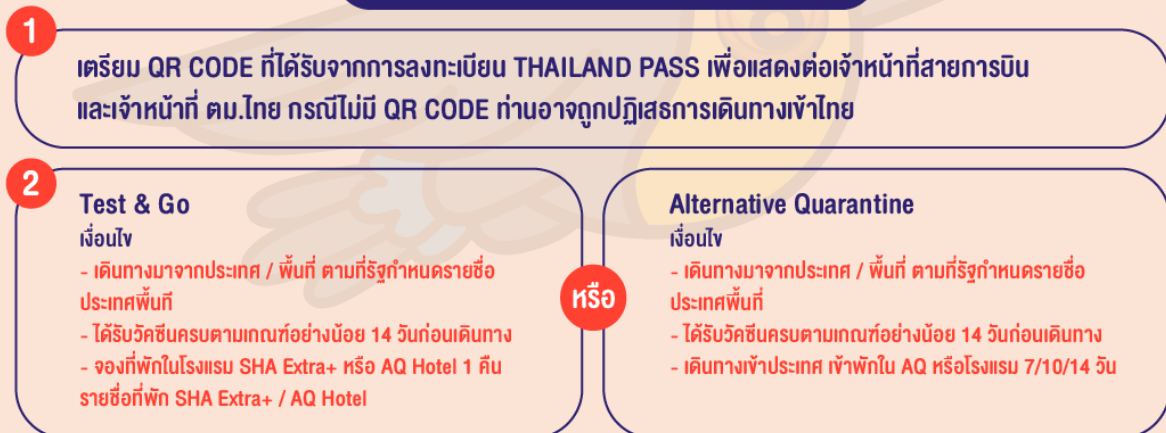 1
เตรียม QR CODE ที่ได้รับจากการลงทะเบียน THAILAND PASS เพื่อแสดงต่อเจ้าหน้าที่สายการบิน
และเจ้าหน้าที่ ตม.ไทย กรณีไม่มี QR CODE ท่านอาจถูกปฏิเสธการเดินทางเข้าไทย
2
Test & Go
เงื่อนไข
- เดินทางมาจากประเทศ / พื้นที่ ตามที่รัฐกำหนดรายชื่อ
ประเทศพื้นที
- ได้รับวัคซีนครบตามเกณฑ์อย่างน้อย 14 วันก่อนเดินทาง
- จองที่พักในโรงแรม SHA Extra+ หรือ AQ Hotel 1 คืน
รายชื่อที่พัก SHA Extra+ / AQ Hotel
หรือ
Alternative Quarantine
เงื่อนไข
- เดินทางมาจากประเทศ / พื้นที่ ตามที่รัฐกำหนดรายชื่อ
ประเทศพื้นที่
- ได้รับวัคซีนครบตามเกณฑ์อย่างน้อย 14 วันก่อนเดินทาง
- เดินทางเข้าประเทศ เข้าพักใน AQ หรือโรงแรม 7/10/14 วัน